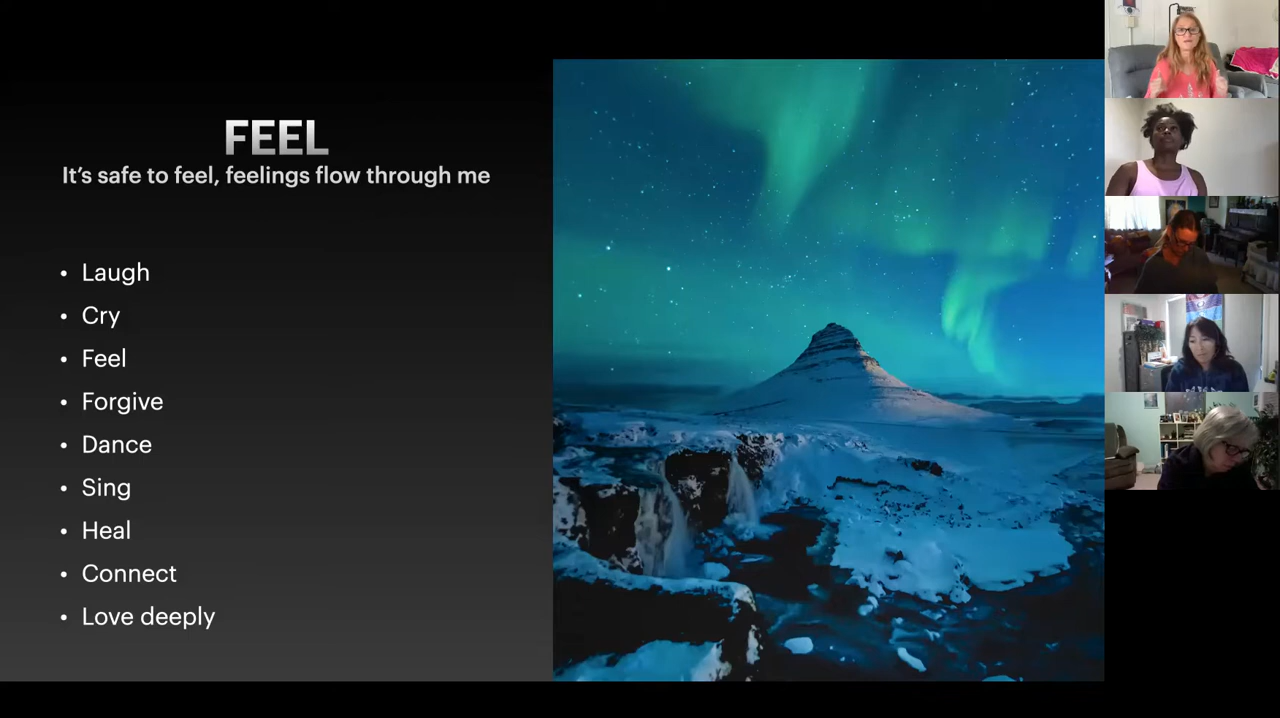 FEEL
It's safe to feel, feelings flow through me
• Laugh
• Cry
• Feel
• Forgive
• Dance
• Sing
• Heal
• Connect
• Love deeply